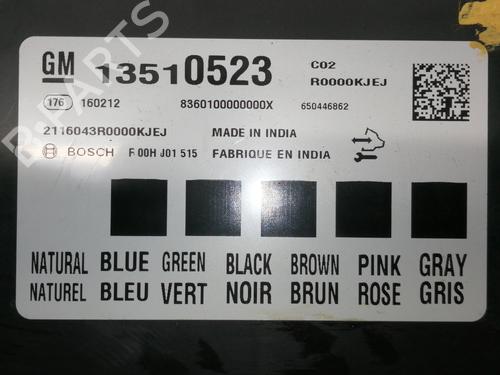 GM 13510523 C02
R0000KJEJ
176 160212 8360100000000X 650446862
2116043R0000KJEJ MADE IN INDIA
BOSCH F 00H J01 515 FABRIQUE EN INDIA
NATURAL BLUE GREEN BLACK BROWN PINK GRAY
NATUREL BLEU VERT NOIR BRUN ROSE GRIS
B-PARTS